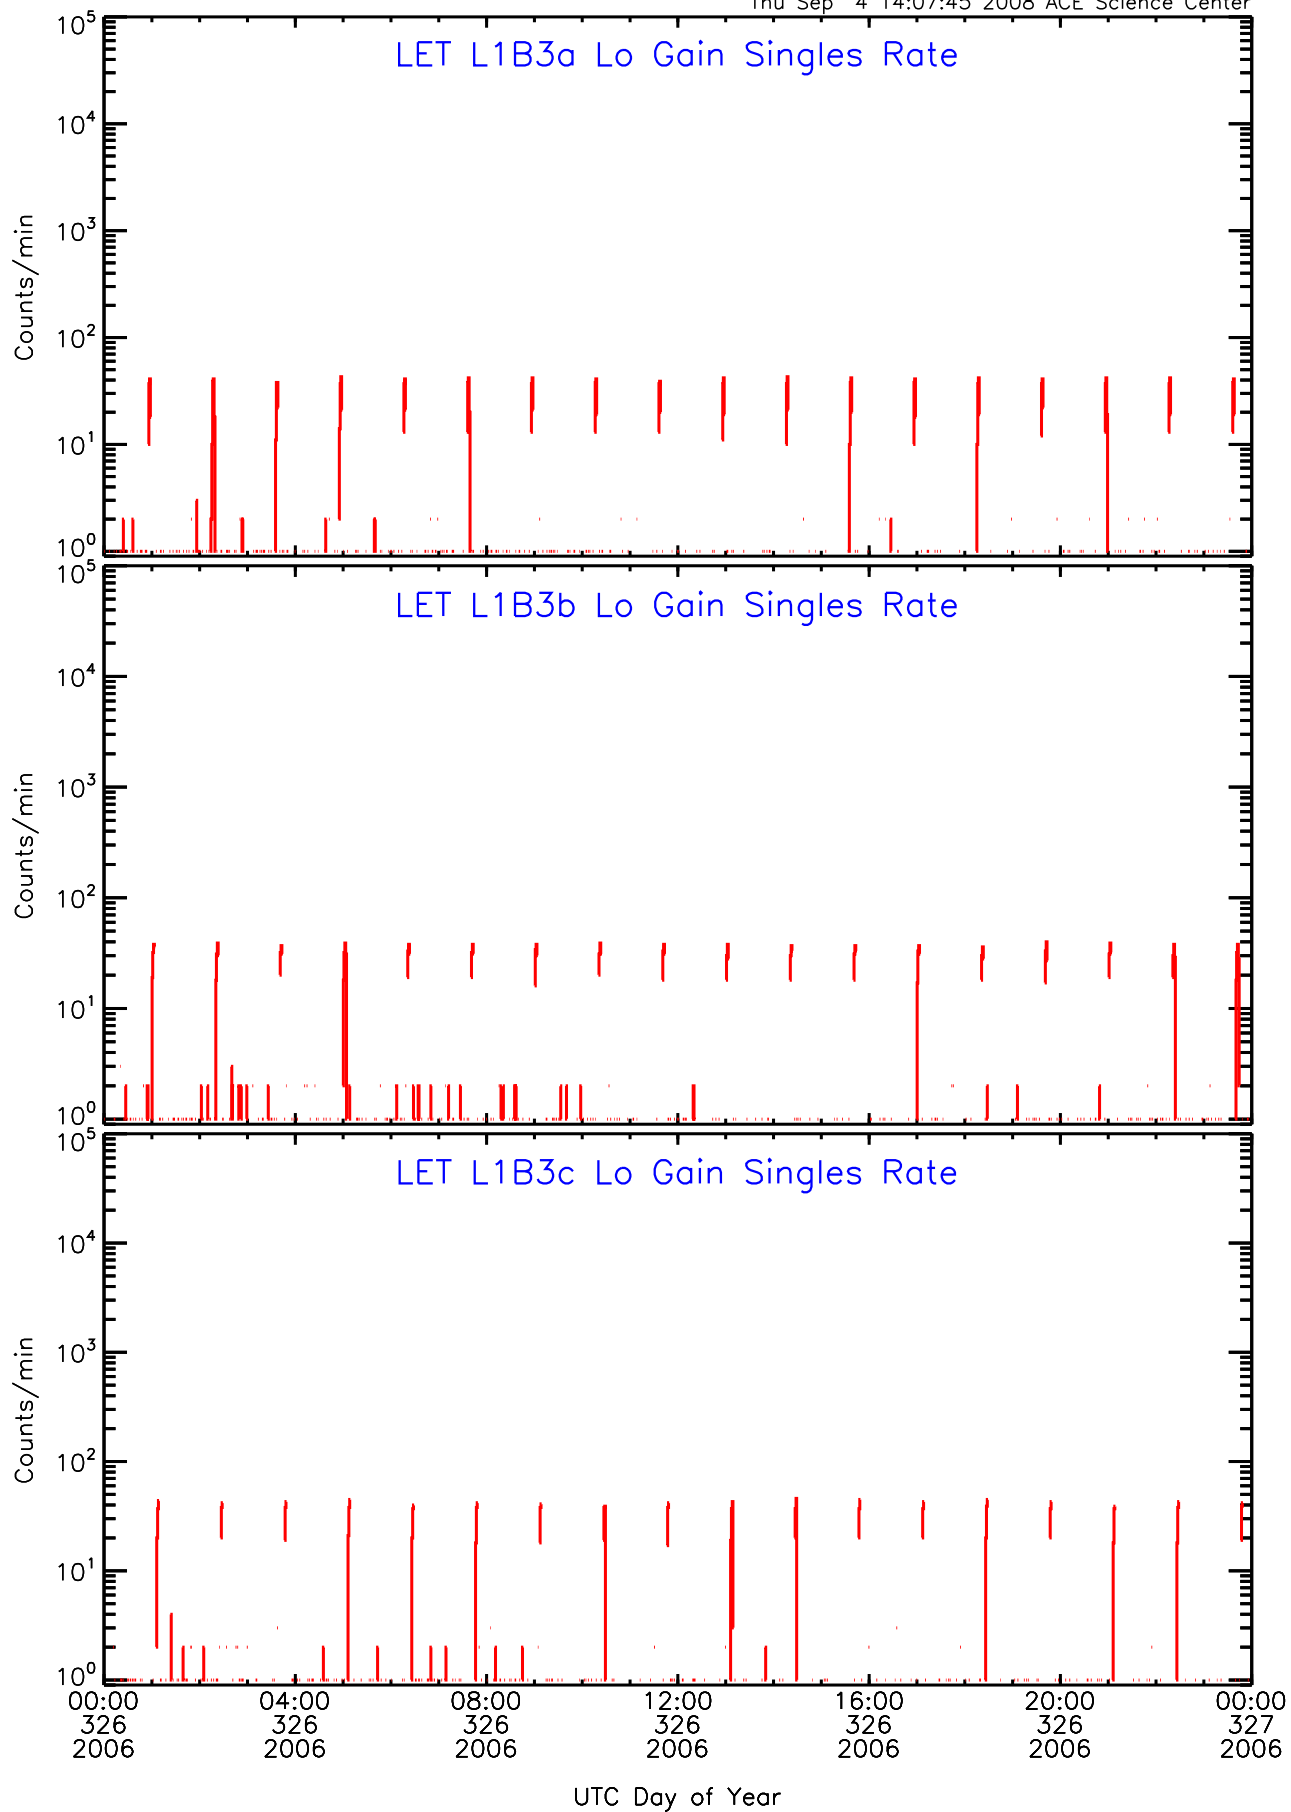 Thu Sep 4 14:07:45 2008 ACE Science Center
LET L1B3a Lo Gain Singles Rate
10^5
10^4
10^3
10^2
10^1
10^0
Counts/min
LET L1B3b Lo Gain Singles Rate
10^5
10^4
10^3
10^2
10^1
10^0
Counts/min
LET L1B3c Lo Gain Singles Rate
10^5
10^4
10^3
10^2
10^1
10^0
Counts/min
00:00 04:00 08:00 12:00 16:00 20:00 00:00
326 326 326 326 326 326 327
2006 2006 2006 2006 2006 2006 2006
UTC Day of Year